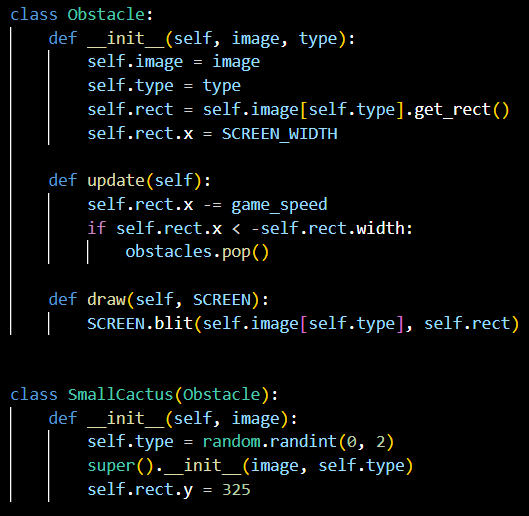 class Obstacle:
    def __init__(self, image, type):
        self.image = image
        self.type = type
        self.rect = self.image[self.type].get_rect()
        self.rect.x = SCREEN_WIDTH

    def update(self):
        self.rect.x -= game_speed
        if self.rect.x < -self.rect.width:
            obstacles.pop()

    def draw(self, SCREEN):
        SCREEN.blit(self.image[self.type], self.rect)


class SmallCactus(Obstacle):
    def __init__(self, image):
        self.type = random.randint(0, 2)
        super().__init__(image, self.type)
        self.rect.y = 325